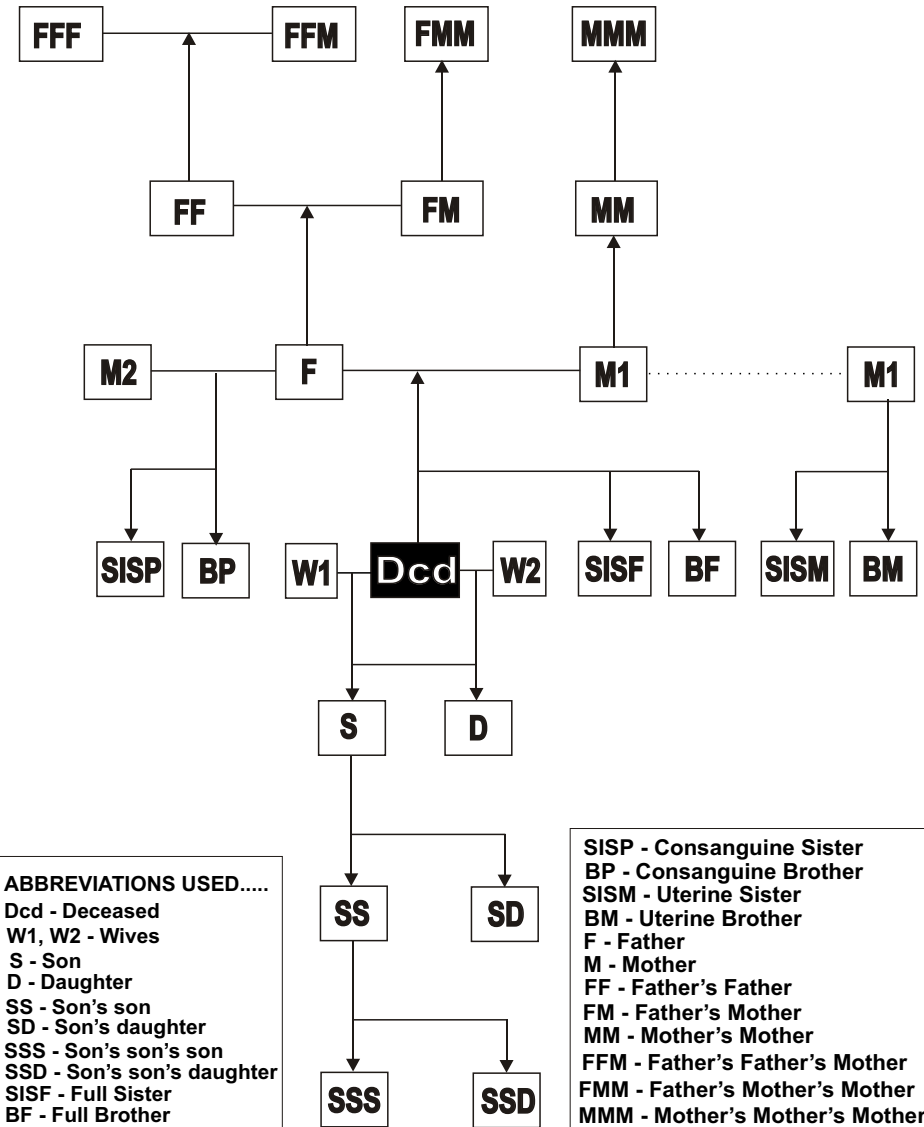 FFF FFM FMM MMM
FF FM MM
M2 F M1 M1
SISP BP W1 Dcd W2 SISF BF SISM BM
S D
SS SD
SSS SSD
ABBREVIATIONS USED.....
Dcd - Deceased
W1, W2 - Wives
S - Son
D - Daughter
SS - Son's son
SD - Son's daughter
SSS - Son's son's son
SSD - Son's son's daughter
SISF - Full Sister
BF - Full Brother
SISP - Consanguine Sister
BP - Consanguine Brother
SISM - Uterine Sister
BM - Uterine Brother
F - Father
M - Mother
FF - Father's Father
FM - Father's Mother
MM - Mother's Mother
FFM - Father's Father's Mother
FMM - Father's Mother's Mother
MMM - Mother's Mother's Mother